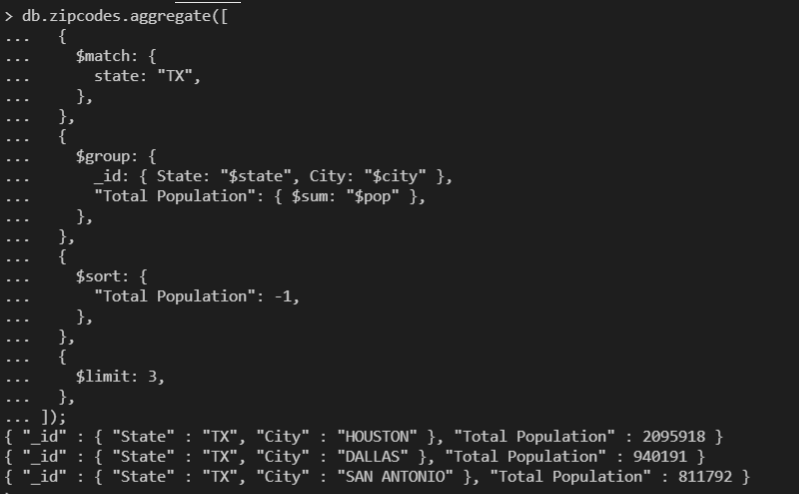 > db.zipcodes.aggregate([
...   {
...     $match: {
...       state: "TX",
...     },
...   },
...   {
...     $group: {
...       _id: { State: "$state", City: "$city" },
...       "Total Population": { $sum: "$pop" },
...     },
...   },
...   {
...     $sort: {
...       "Total Population": -1,
...     },
...   },
...   {
...     $limit: 3,
...   },
... ]);
{ "_id" : { "State" : "TX", "City" : "HOUSTON" }, "Total Population" : 2095918 }
{ "_id" : { "State" : "TX", "City" : "DALLAS" }, "Total Population" : 940191 }
{ "_id" : { "State" : "TX", "City" : "SAN ANTONIO" }, "Total Population" : 811792 }